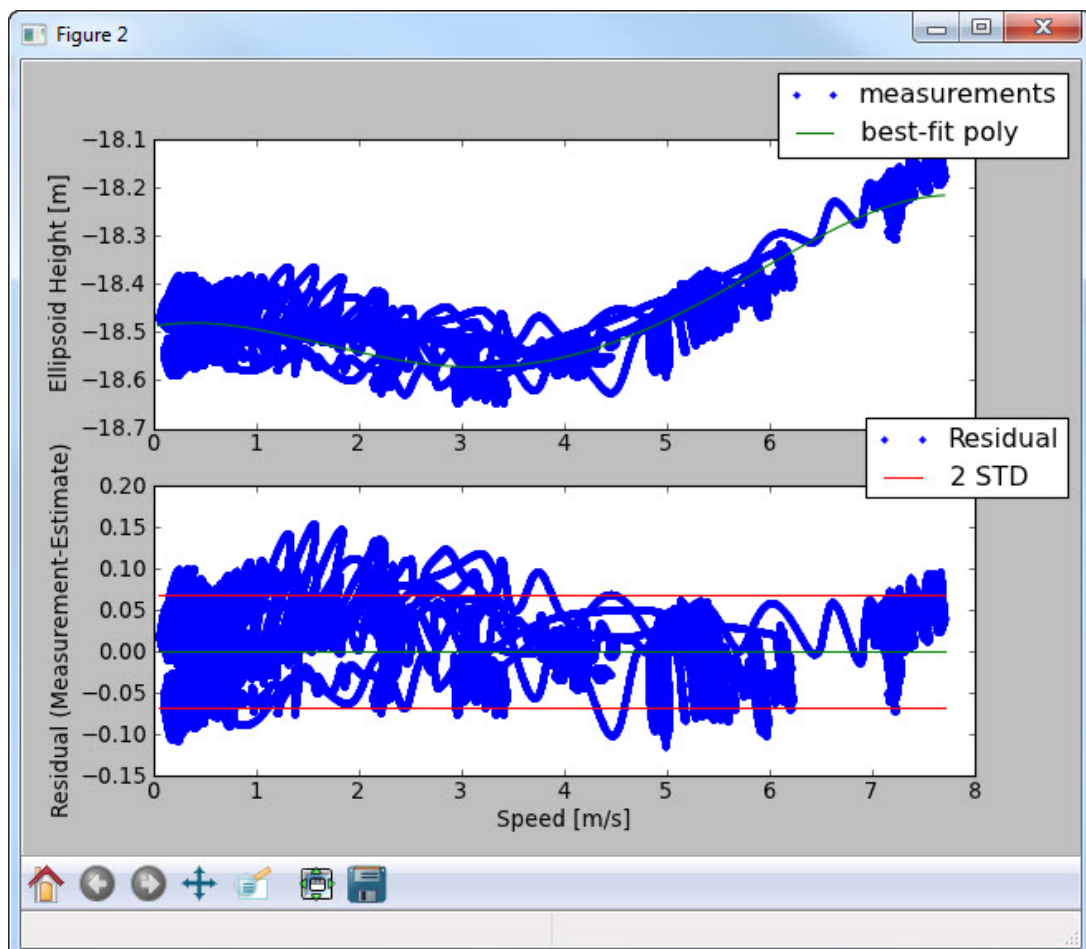 Figure 2
measurements
best-fit poly
Ellipsoid Height [m]
−18.1
−18.2
−18.3
−18.4
−18.5
−18.6
−18.7
0 1 2 3 4 5 6
Residual
2 STD
Residual (Measurement-Estimate)
0.20
0.15
0.10
0.05
0.00
−0.05
−0.10
−0.15
0 1 2 3 4 5 6 7 8
Speed [m/s]